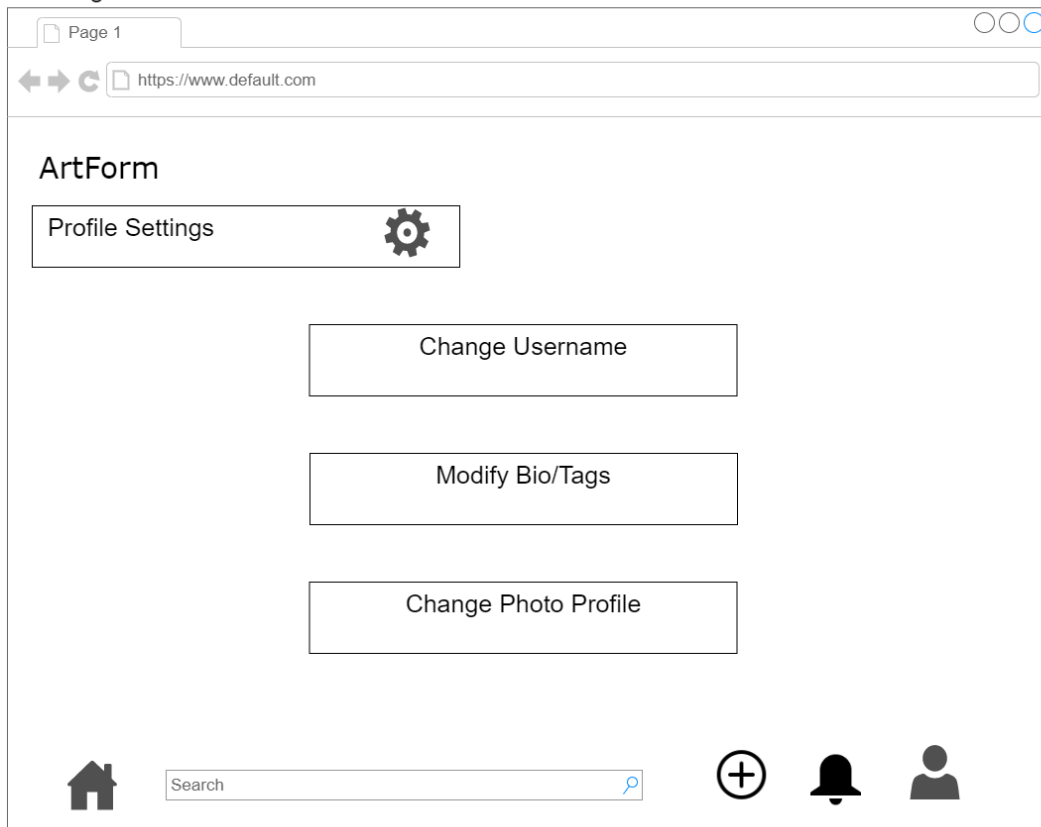 Page 1
https://www.default.com
ArtForm
Profile Settings
Change Username
Modify Bio/Tags
Change Photo Profile
Search